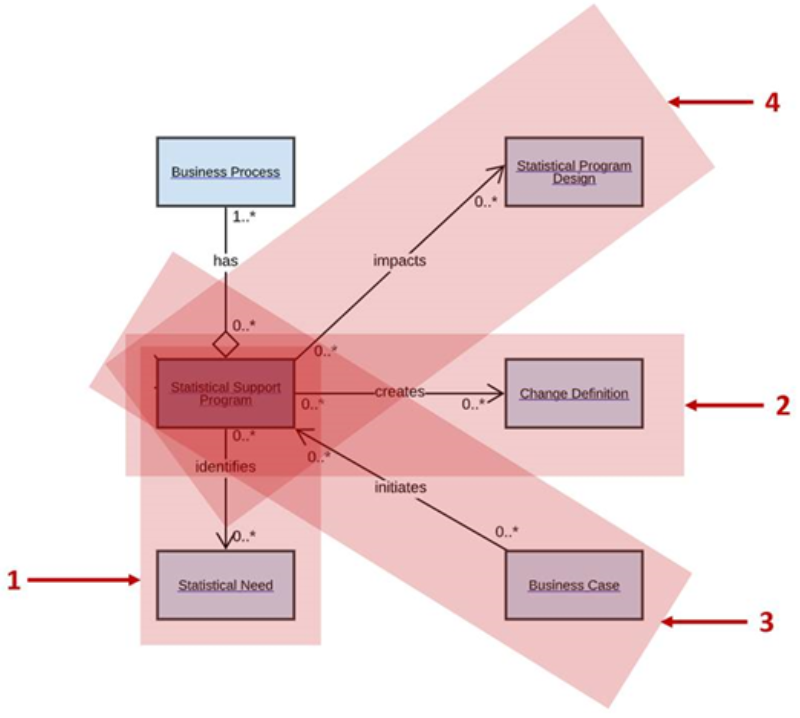 4
Business Process
Statistical Program
Design
1..*
0..*
has
impacts
0..*
0..*
Statistical Support
Program
creates
Change Definition
0..*
0..*
2
0..*
0..*
identifies
initiates
0..*
0..*
1
Statistical Need
Business Case
3